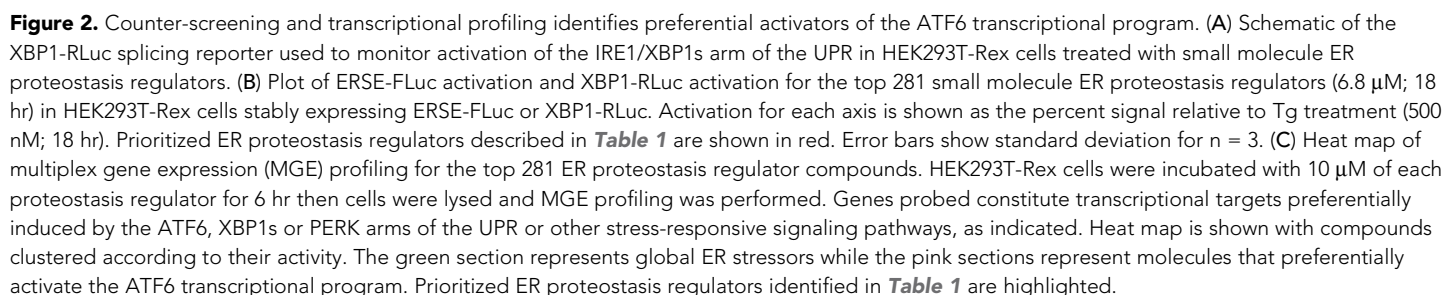 Figure 2. Counter-screening and transcriptional profiling identifies preferential activators of the ATF6 transcriptional program. (A) Schematic of the
XBP1-RLuc splicing reporter used to monitor activation of the IRE1/XBP1s arm of the UPR in HEK293T-Rex cells treated with small molecule ER
proteostasis regulators. (B) Plot of ERSE-FLuc activation and XBP1-RLuc activation for the top 281 small molecule ER proteostasis regulators (6.8 μM; 18
hr) in HEK293T-Rex cells stably expressing ERSE-FLuc or XBP1-RLuc. Activation for each axis is shown as the percent signal relative to Tg treatment (500
nM; 18 hr). Prioritized ER proteostasis regulators described in Table 1 are shown in red. Error bars show standard deviation for n = 3. (C) Heat map of
multiplex gene expression (MGE) profiling for the top 281 ER proteostasis regulator compounds. HEK293T-Rex cells were incubated with 10 μM of each
proteostasis regulator for 6 hr then cells were lysed and MGE profiling was performed. Genes probed constitute transcriptional targets preferentially
induced by the ATF6, XBP1s or PERK arms of the UPR or other stress-responsive signaling pathways, as indicated. Heat map is shown with compounds
clustered according to their activity. The green section represents global ER stressors while the pink sections represent molecules that preferentially
activate the ATF6 transcriptional program. Prioritized ER proteostasis regulators identified in Table 1 are highlighted.